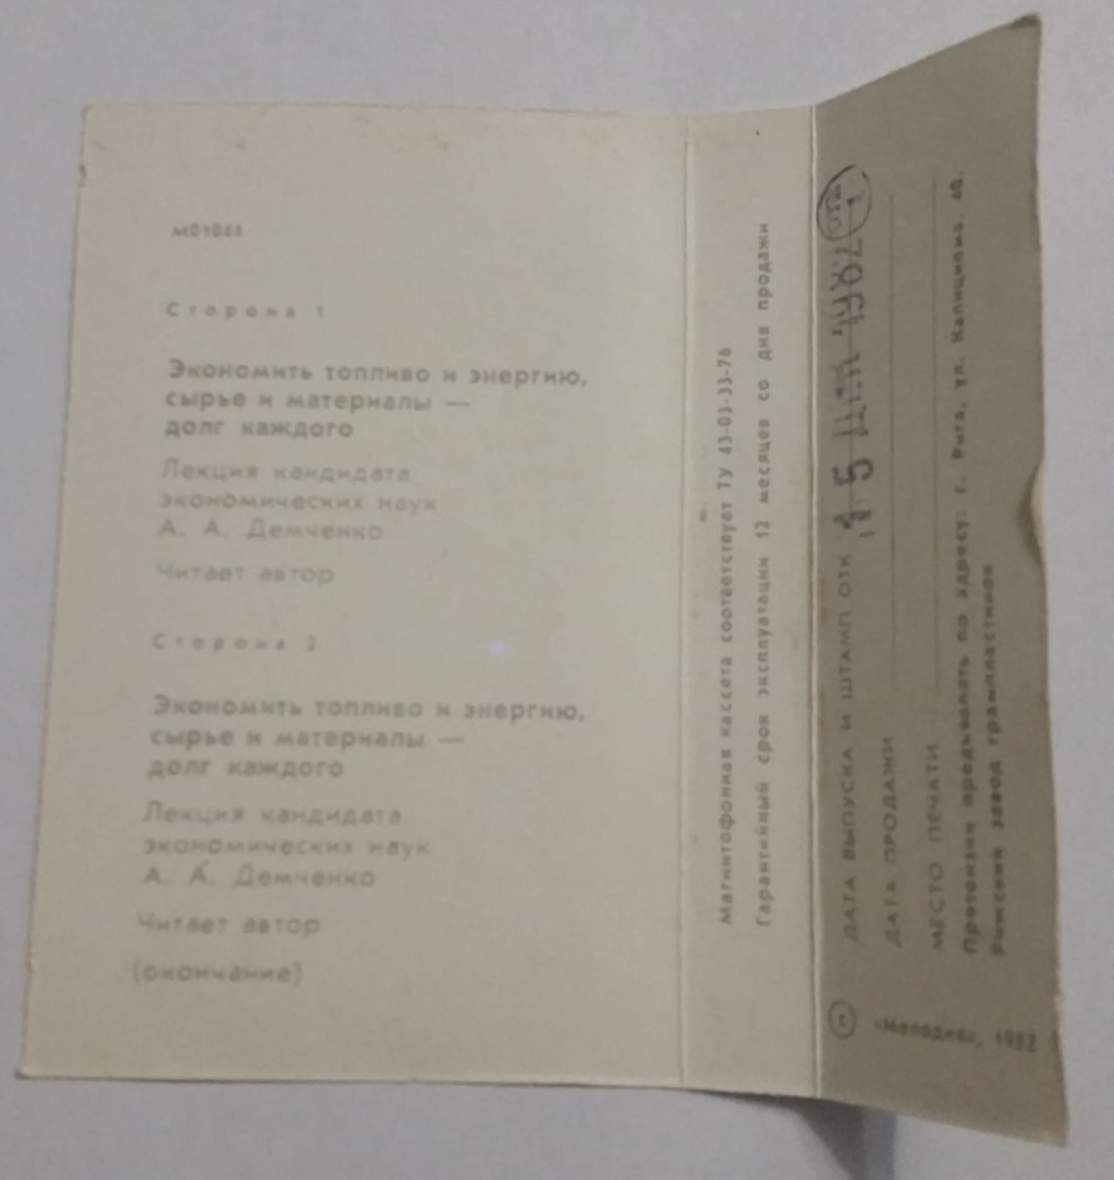 М01044
Сторона 1
Экономить топливо и энергию,
сырье и материалы —
долг каждого
Лекция кандидата
экономических наук
А. А. Демченко
Читает автор
Сторона 2
Экономить топливо и энергию,
сырье и материалы —
долг каждого
Лекция кандидата
экономических наук
А. А. Демченко
Читает автор
(окончание)
Магнитофонная кассета соответствует ТУ 43-03-33-76
Гарантийный срок эксплуатации 12 месяцев со дня продажи
ДАТА ВЫПУСКА И ШТАМП ОТК 5 ДЕК 1982
ДАТА ПРОДАЖИ
МЕСТО ПЕЧАТИ
Претензии предъявлять по адресу: г. Рига, ул. Калнциема, 40.
Рижский завод грампластинок
«Мелодия», 1982